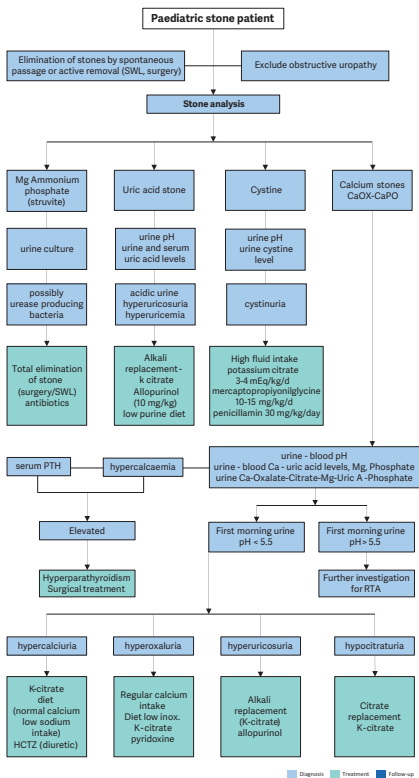 Paediatric stone patient
Elimination of stones by spontaneous
passage or active removal (SWL, surgery)
Exclude obstructive uropathy
Stone analysis
Mg Ammonium
phosphate
(struvite)
Uric acid stone
Cystine
Calcium stones
CaOX-CaPO
urine culture
urine pH
urine and serum
uric acid levels
urine pH
urine cystine
level
possibly
urease producing
bacteria
acidic urine
hyperuricosuria
hyperuricemia
cystinuria
Total elimination
of stone
(surgery/SWL)
antibiotics
Alkali
replacement-
k citrate
Allopurinol
(10 mg/kg)
low purine diet
High fluid intake
potassium citrate
3-4 mEq/kg/d
mercaptopropiyonilgycine
10-15 mg/kg/d
penicillamin 30 mg/kg/day
serum PTH
hypercalcaemia
urine - blood pH
urine - blood Ca - uric acid levels, Mg, Phosphate
urine Ca-Oxalate-Citrate-Mg-Uric A -Phosphate
Elevated
First morning urine
pH < 5.5
First morning urine
pH> 5.5
Hyperparathyroidism
Surgical treatment
Further investigation
for RTA
hypercalciuria
hyperoxaluria
hyperuricosuria
hypocitraturia
K-citrate
diet
(normal calcium
low sodium
intake)
HCTZ (diuretic)
Regular calcium
intake
Diet low inox.
K-citrate
pyridoxine
Alkali
replacement
(K-citrate)
allopurinol
Citrate
replacement
K-citrate
Diagnosis
Treatment
Follow-up